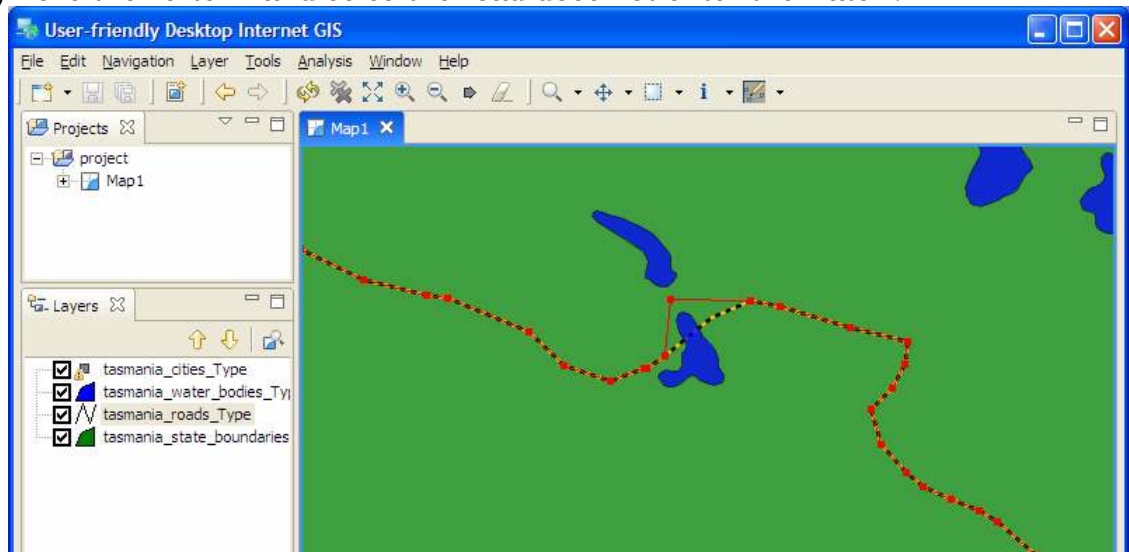 User-friendly Desktop Internet GIS
File Edit Navigation Layer Tools Analysis Window Help
Projects
Map1
project
Map1
Layers
tasmania_cities_Type
tasmania_water_bodies_Ty
tasmania_roads_Type
tasmania_state_boundaries